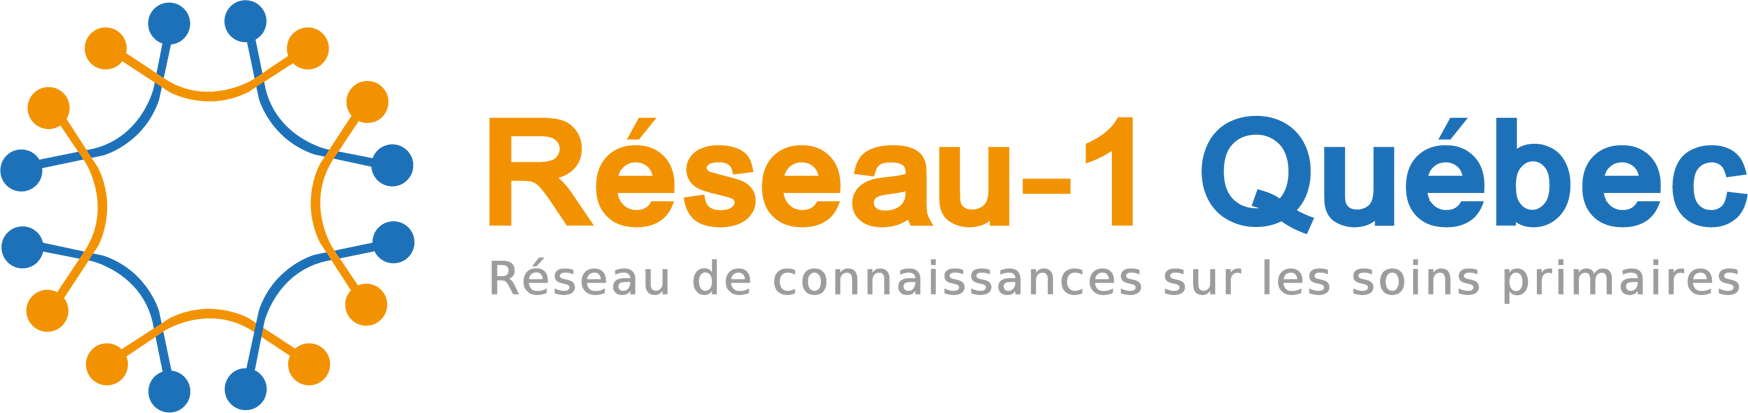 Réseau-1 Québec
Réseau de connaissances sur les soins primaires